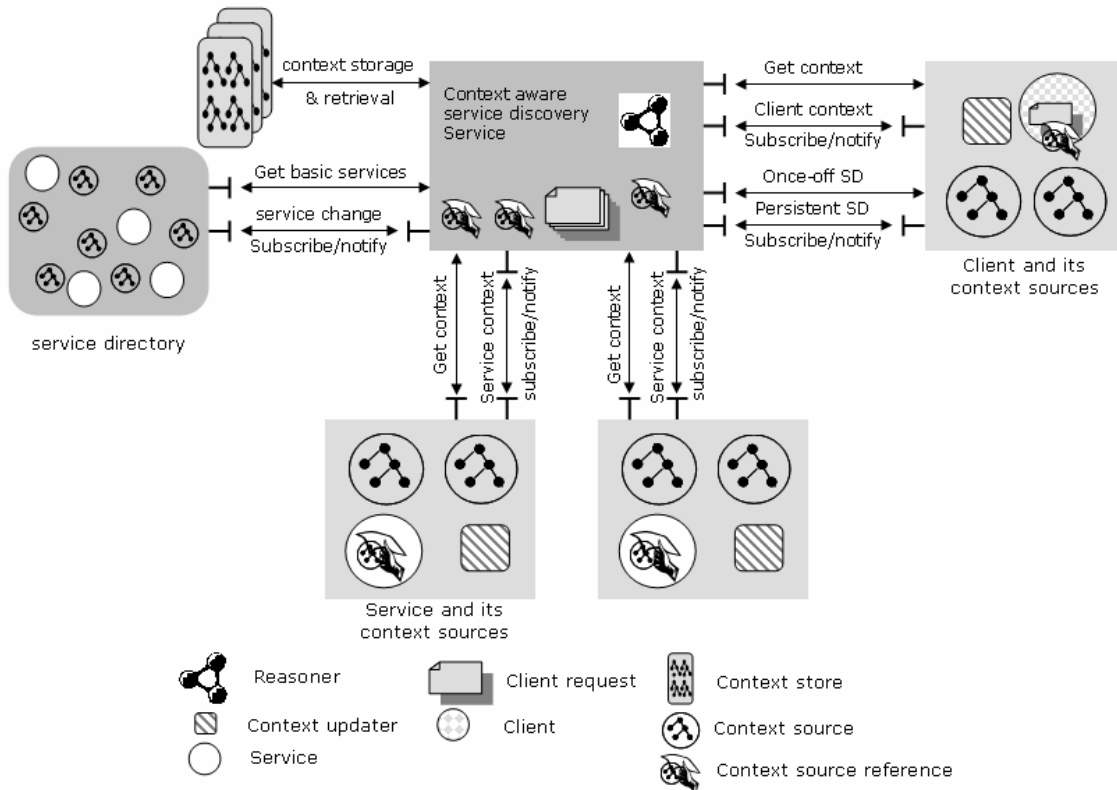 context storage
& retrieval
Context aware
service discovery
Service
Get context
Client context
Subscribe/notify
Once-off SD
Persistent SD
Subscribe/notify
Get basic services
service change
Subscribe/notify
Client and its
context sources
service directory
Get context
Service context
subscribe/notify
Get context
Service context
subscribe/notify
Service and its
context sources
Reasoner
Client request
Context store
Context updater
Client
Context source
Service
Context source reference